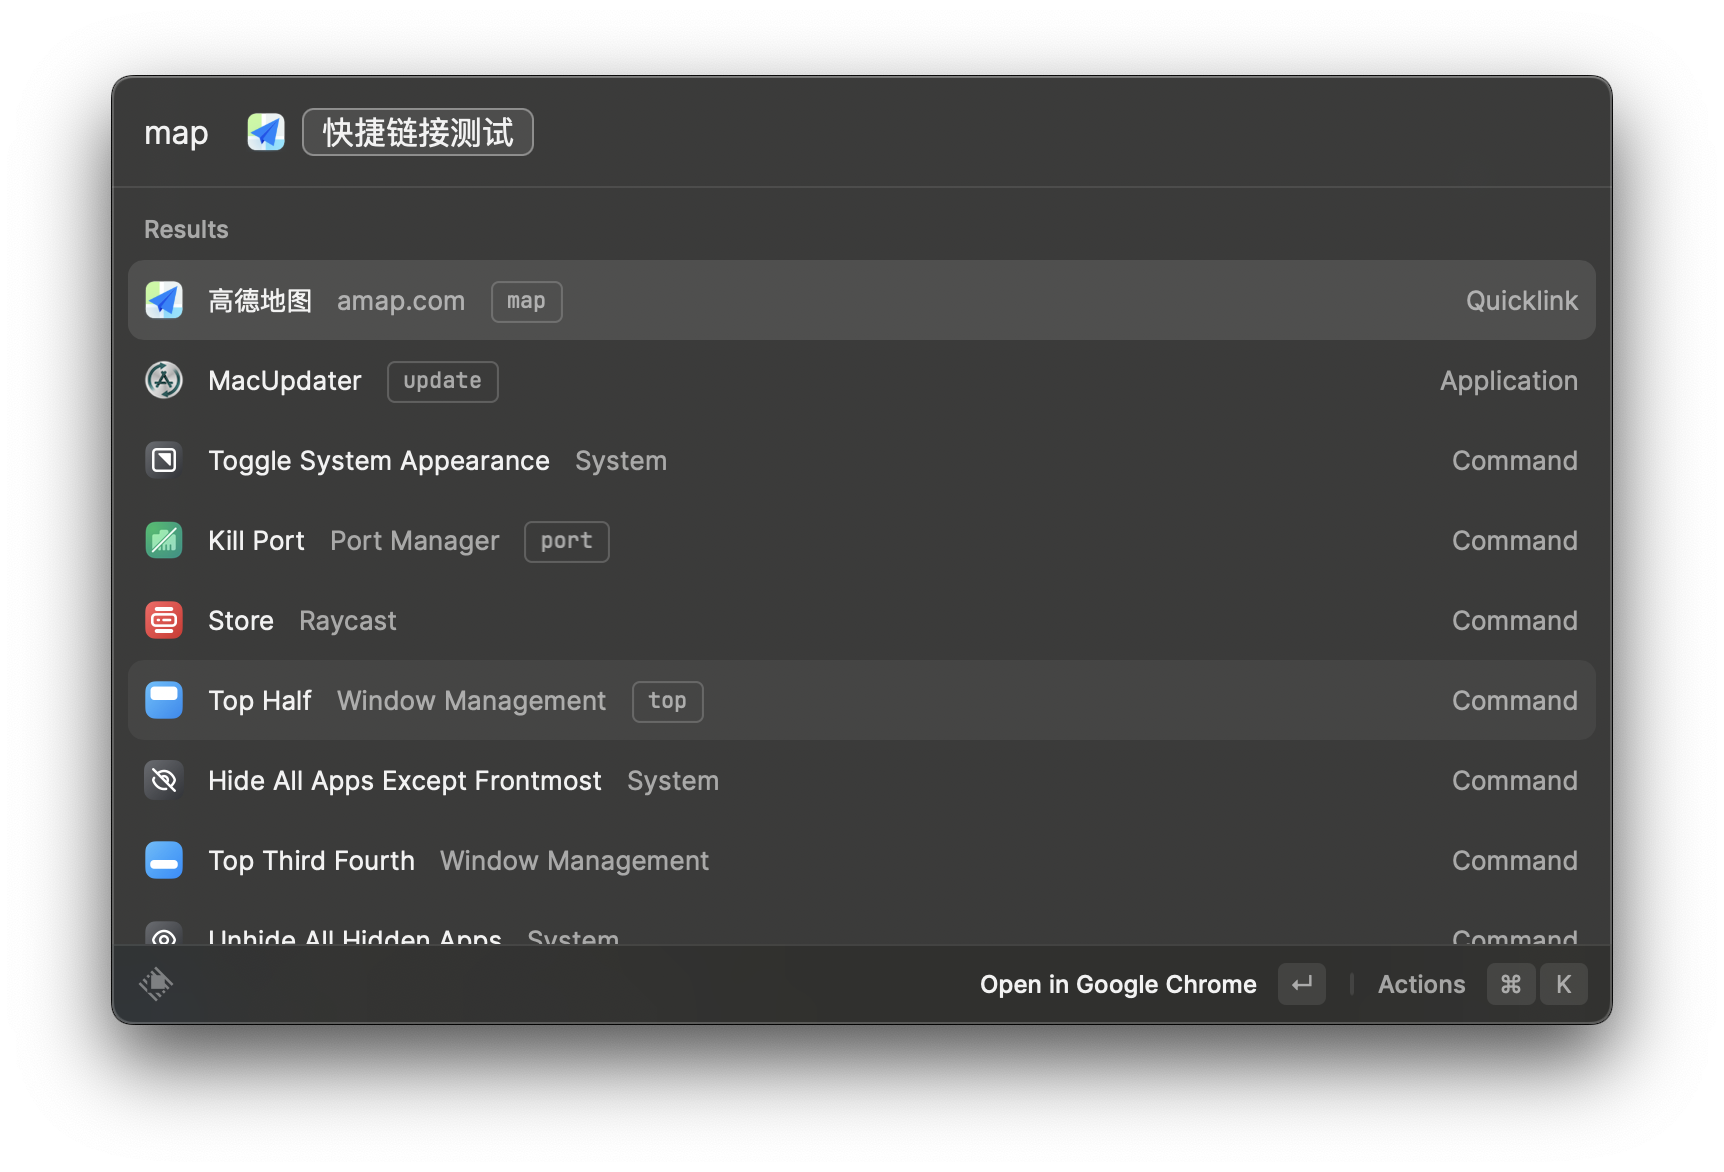 map 快捷链接测试
Results
高德地图 amap.com map Quicklink
MacUpdater update Application
Toggle System Appearance System Command
Kill Port Port Manager port Command
Store Raycast Command
Top Half Window Management top Command
Hide All Apps Except Frontmost System Command
Top Third Fourth Window Management Command
Unhide All Hidden Apps System Command
Open in Google Chrome ↵ Actions ⌘ K